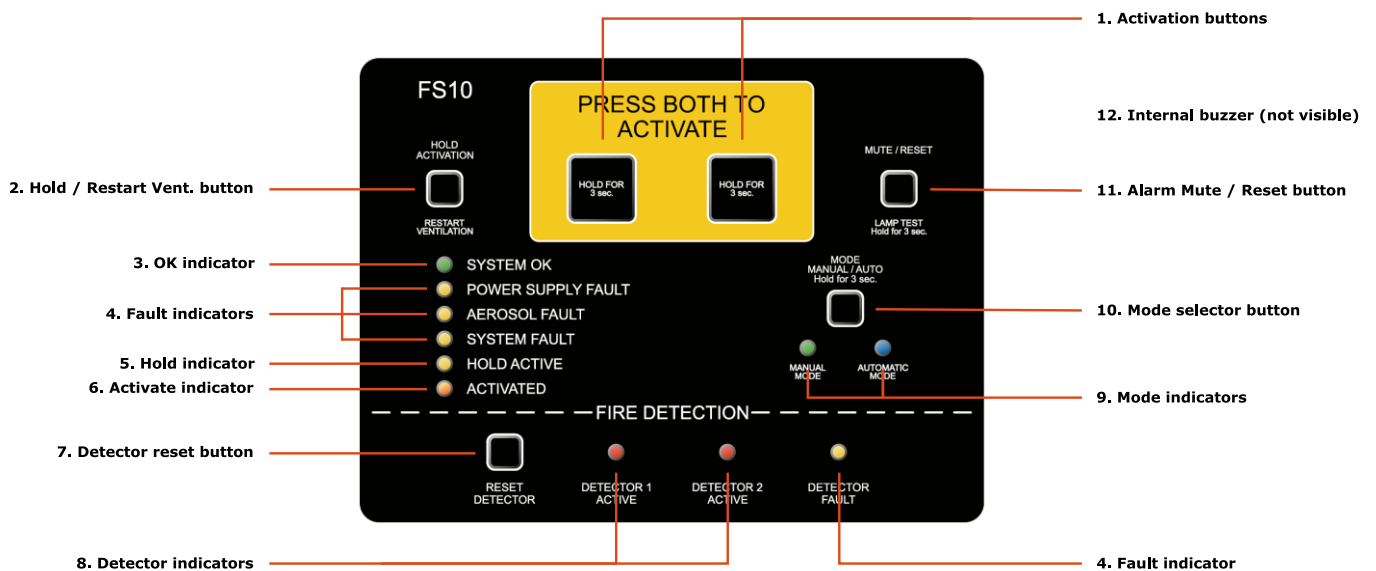 1. Activation buttons
FS10
PRESS BOTH TO
ACTIVATE
12. Internal buzzer (not visible)
HOLD
ACTIVATION
MUTE / RESET
2. Hold / Restart Vent. button
HOLD FOR
3 sec.
HOLD FOR
3 sec.
11. Alarm Mute / Reset button
RESTART
VENTILATION
LAMP TEST
Hold for 3 sec.
3. OK indicator
SYSTEM OK
MODE
MANUAL / AUTO
Hold for 3 sec.
POWER SUPPLY FAULT
4. Fault indicators
AEROSOL FAULT
10. Mode selector button
SYSTEM FAULT
5. Hold indicator
HOLD ACTIVE
MANUAL
MODE
AUTOMATIC
MODE
6. Activate indicator
ACTIVATED
9. Mode indicators
FIRE DETECTION
7. Detector reset button
RESET
DETECTOR
DETECTOR 1
ACTIVE
DETECTOR 2
ACTIVE
DETECTOR
FAULT
8. Detector indicators
4. Fault indicator